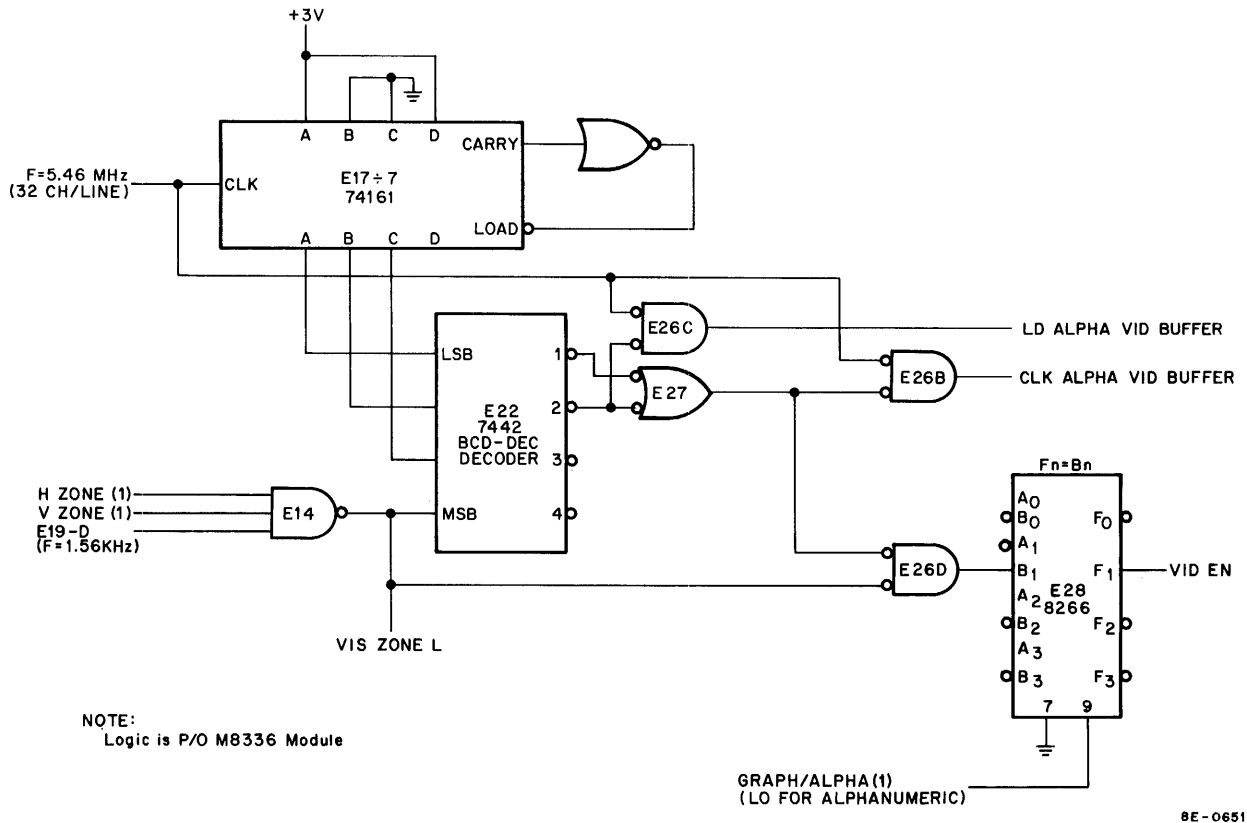 +3V
A B C D
CARRY
F=5.46 MHz
(32 CH/LINE)
CLK
E17÷7
74161
LOAD
A B C D
E26C
LD ALPHA VID BUFFER
LSB
1
E27
E26B
CLK ALPHA VID BUFFER
E22
7442
BCD-DEC
DECODER
2
3
4
MSB
H ZONE (1)
V ZONE (1)
E19-D
(F=1.56KHz)
E14
VIS ZONE L
E26D
Fn=Bn
A0
B0
F0
A1
B1
F1
VID EN
A2
E28
8266
B2
F2
A3
B3
F3
7 9
NOTE:
Logic is P/O M8336 Module
GRAPH/ALPHA(1)
(LO FOR ALPHANUMERIC)
8E-0651